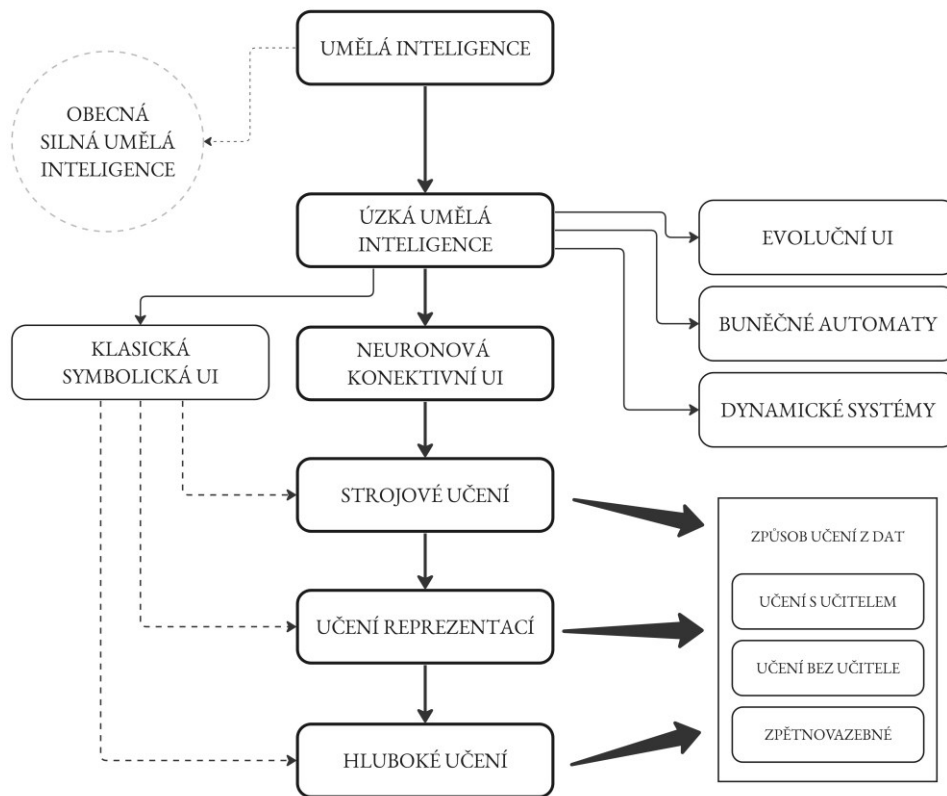 UMĚLÁ INTELIGENCE
OBECNÁ
SILNÁ UMĚLÁ
INTELIGENCE
ÚZKÁ UMĚLÁ
INTELIGENCE
EVOLUČNÍ UI
BUNĚČNÉ AUTOMATY
DYNAMICKÉ SYSTÉMY
KLASICKÁ
SYMBOLICKÁ UI
NEURONOVÁ
KONEKTIVNÍ UI
STROJOVÉ UČENÍ
UČENÍ REPREZENTACÍ
HLUBOKÉ UČENÍ
ZPŮSOB UČENÍ Z DAT
UČENÍ S UČITELEM
UČENÍ BEZ UČITELE
ZPĚTNOVAZEBNÉ